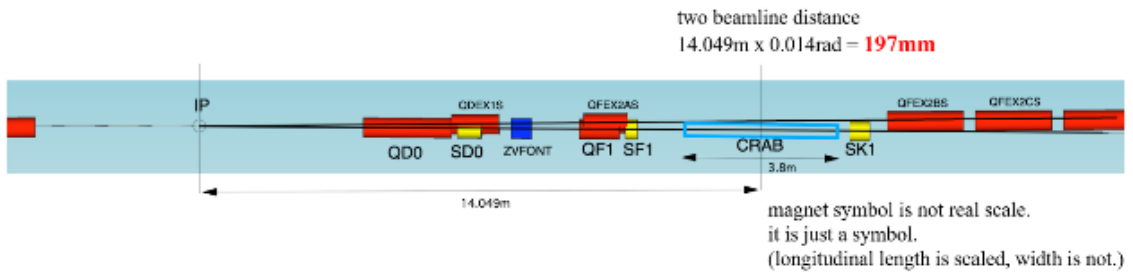 two beamline distance
14.049m x 0.014rad = 197mm
IP
QDEX1S
QFEX2AS
QFEX2BS
QFEX2CS
QD0
SD0
ZVFONT
QF1
SF1
CRAB
SK1
3.8m
14.049m
magnet symbol is not real scale.
it is just a symbol.
(longitudinal length is scaled, width is not.)